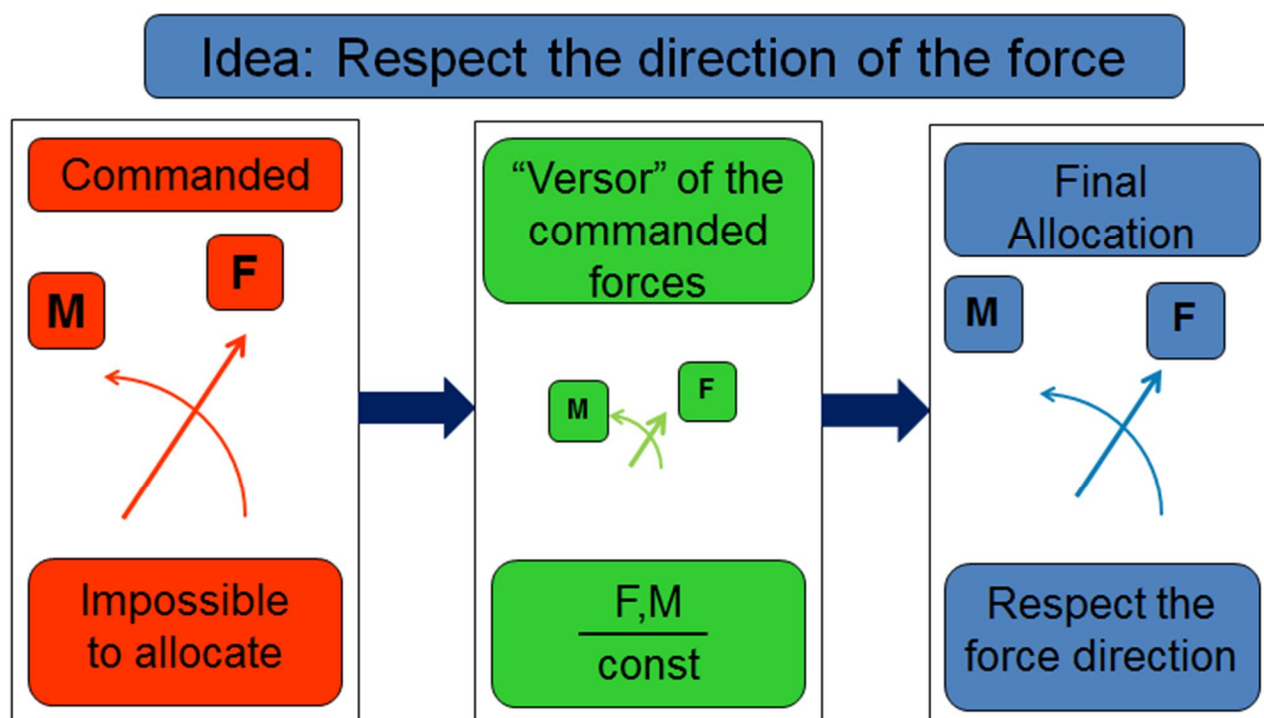 Idea: Respect the direction of the force
Commanded
M
F
Impossible
to allocate
“Versor” of the
commanded
forces
M
F
F,M
const
Final
Allocation
M
F
Respect the
force direction